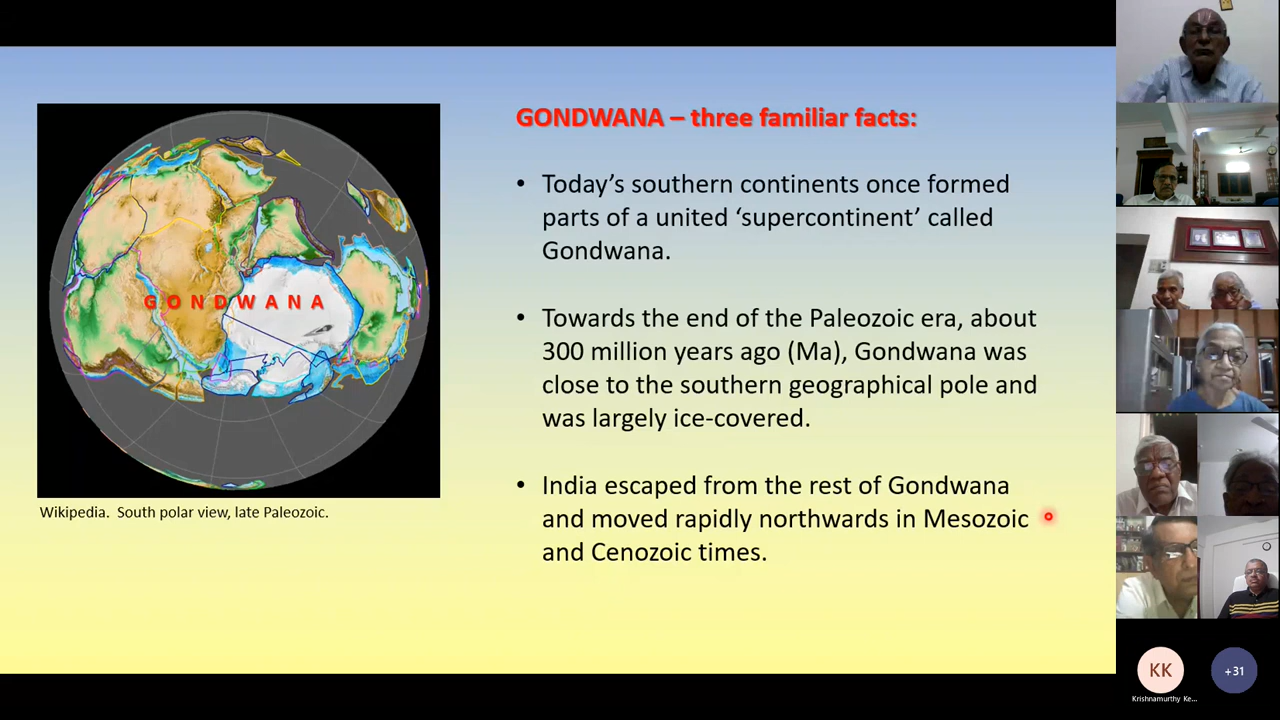 GONDWANA
Wikipedia. South polar view, late Paleozoic.
GONDWANA – three familiar facts:
• Today’s southern continents once formed
parts of a united ‘supercontinent’ called
Gondwana.
• Towards the end of the Paleozoic era, about
300 million years ago (Ma), Gondwana was
close to the southern geographical pole and
was largely ice-covered.
• India escaped from the rest of Gondwana
and moved rapidly northwards in Mesozoic
and Cenozoic times.
KK
+31
Krishnamurthy Ke...